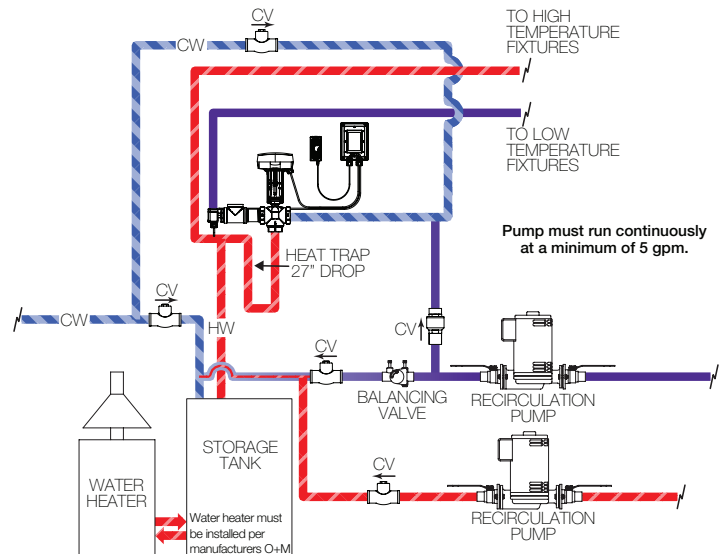 CV
CW
TO HIGH
TEMPERATURE
FIXTURES
TO LOW
TEMPERATURE
FIXTURES
Pump must run continuously
at a minimum of 5 gpm.
HEAT TRAP
27" DROP
CV
CW
HW
CV
CV
BALANCING
VALVE
RECIRCULATION
PUMP
STORAGE
TANK
WATER
HEATER
CV
Water heater must
be installed per
manufacturers O+M
RECIRCULATION
PUMP